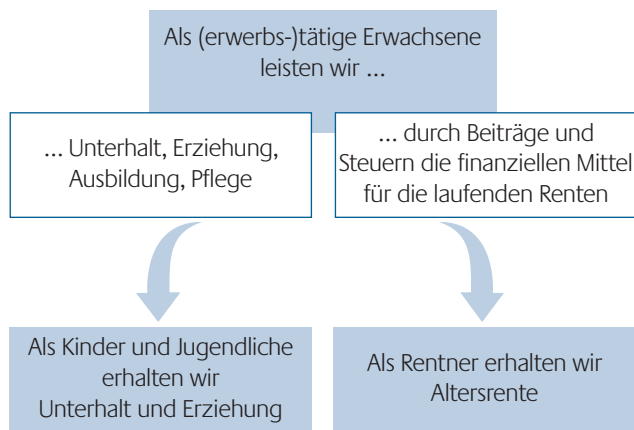 Als (erwerbs-)tätige Erwachsene
leisten wir ...
... Unterhalt, Erziehung,
Ausbildung, Pflege
... durch Beiträge und
Steuern die finanziellen Mittel
für die laufenden Renten
Als Kinder und Jugendliche
erhalten wir
Unterhalt und Erziehung
Als Rentner erhalten wir
Altersrente